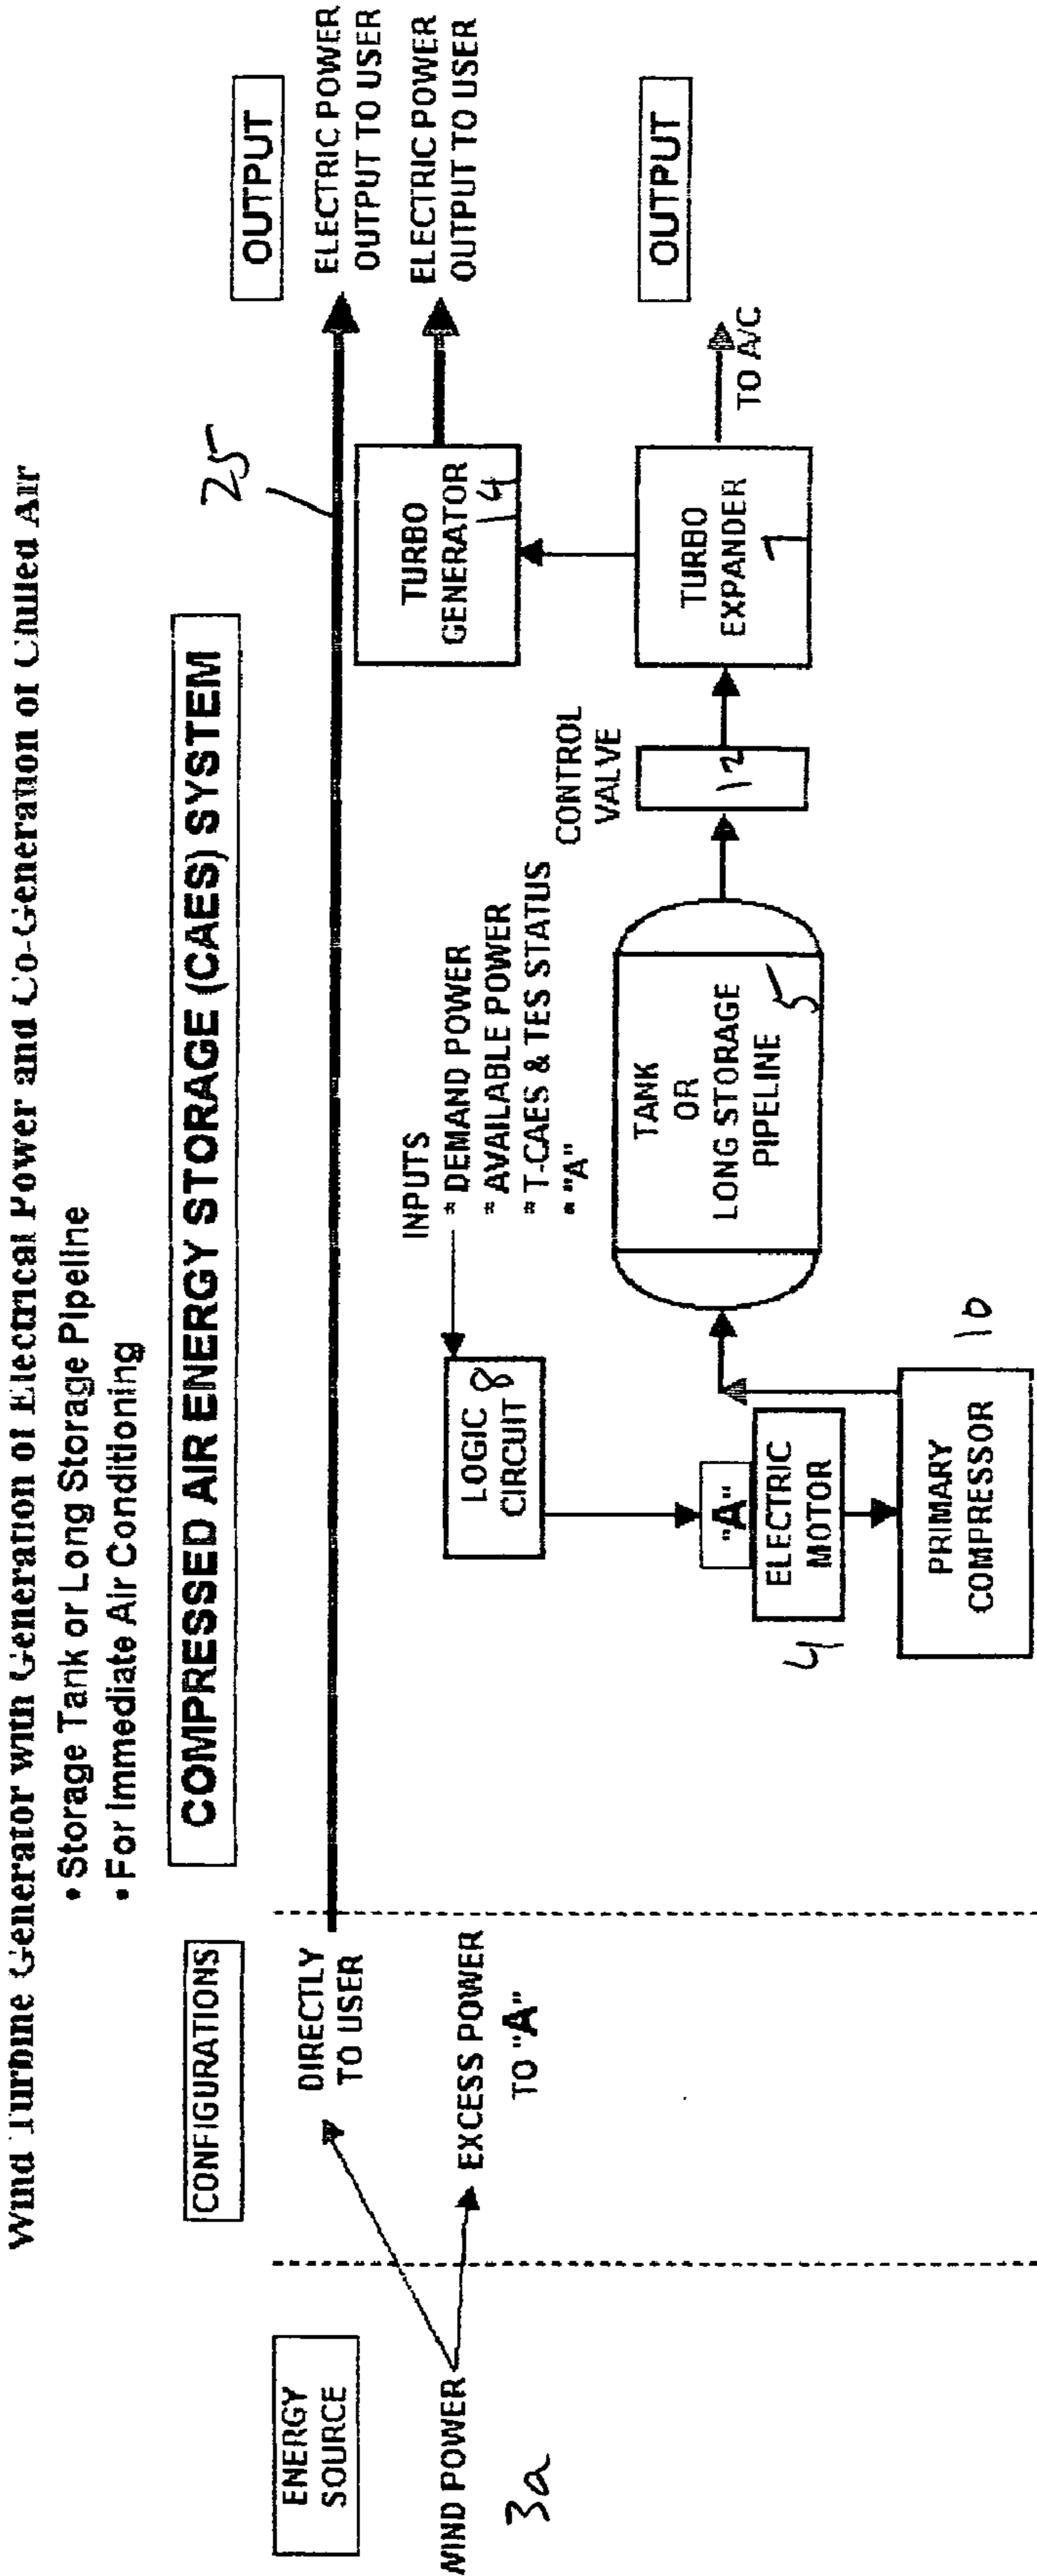 Wind Turbine Generator with Generation of Electrical Power and Co-Generation of Chilled Air
• Storage Tank or Long Storage Pipeline
• For Immediate Air Conditioning
COMPRESSED AIR ENERGY STORAGE (CAES) SYSTEM
ENERGY
SOURCE
WIND POWER
3a
CONFIGURATIONS
DIRECTLY
TO USER
EXCESS POWER
TO "A"
25
OUTPUT
ELECTRIC POWER
OUTPUT TO USER
ELECTRIC POWER
OUTPUT TO USER
TURBO
GENERATOR
14
INPUTS
* DEMAND POWER
* AVAILABLE POWER
* T-CAES & TES STATUS
* "A"
LOGIC
CIRCUIT
8
"A"
ELECTRIC
MOTOR
4
PRIMARY
COMPRESSOR
10
TANK
OR
LONG STORAGE
PIPELINE
5
CONTROL
VALVE
12
TURBO
EXPANDER
7
TO A/C
OUTPUT